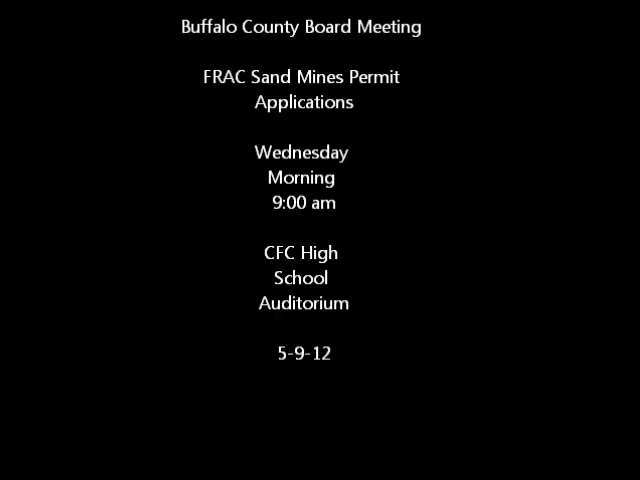 Buffalo County Board Meeting
FRAC Sand Mines Permit
Applications
Wednesday
Morning
9:00 am
CFC High
School
Auditorium
5-9-12